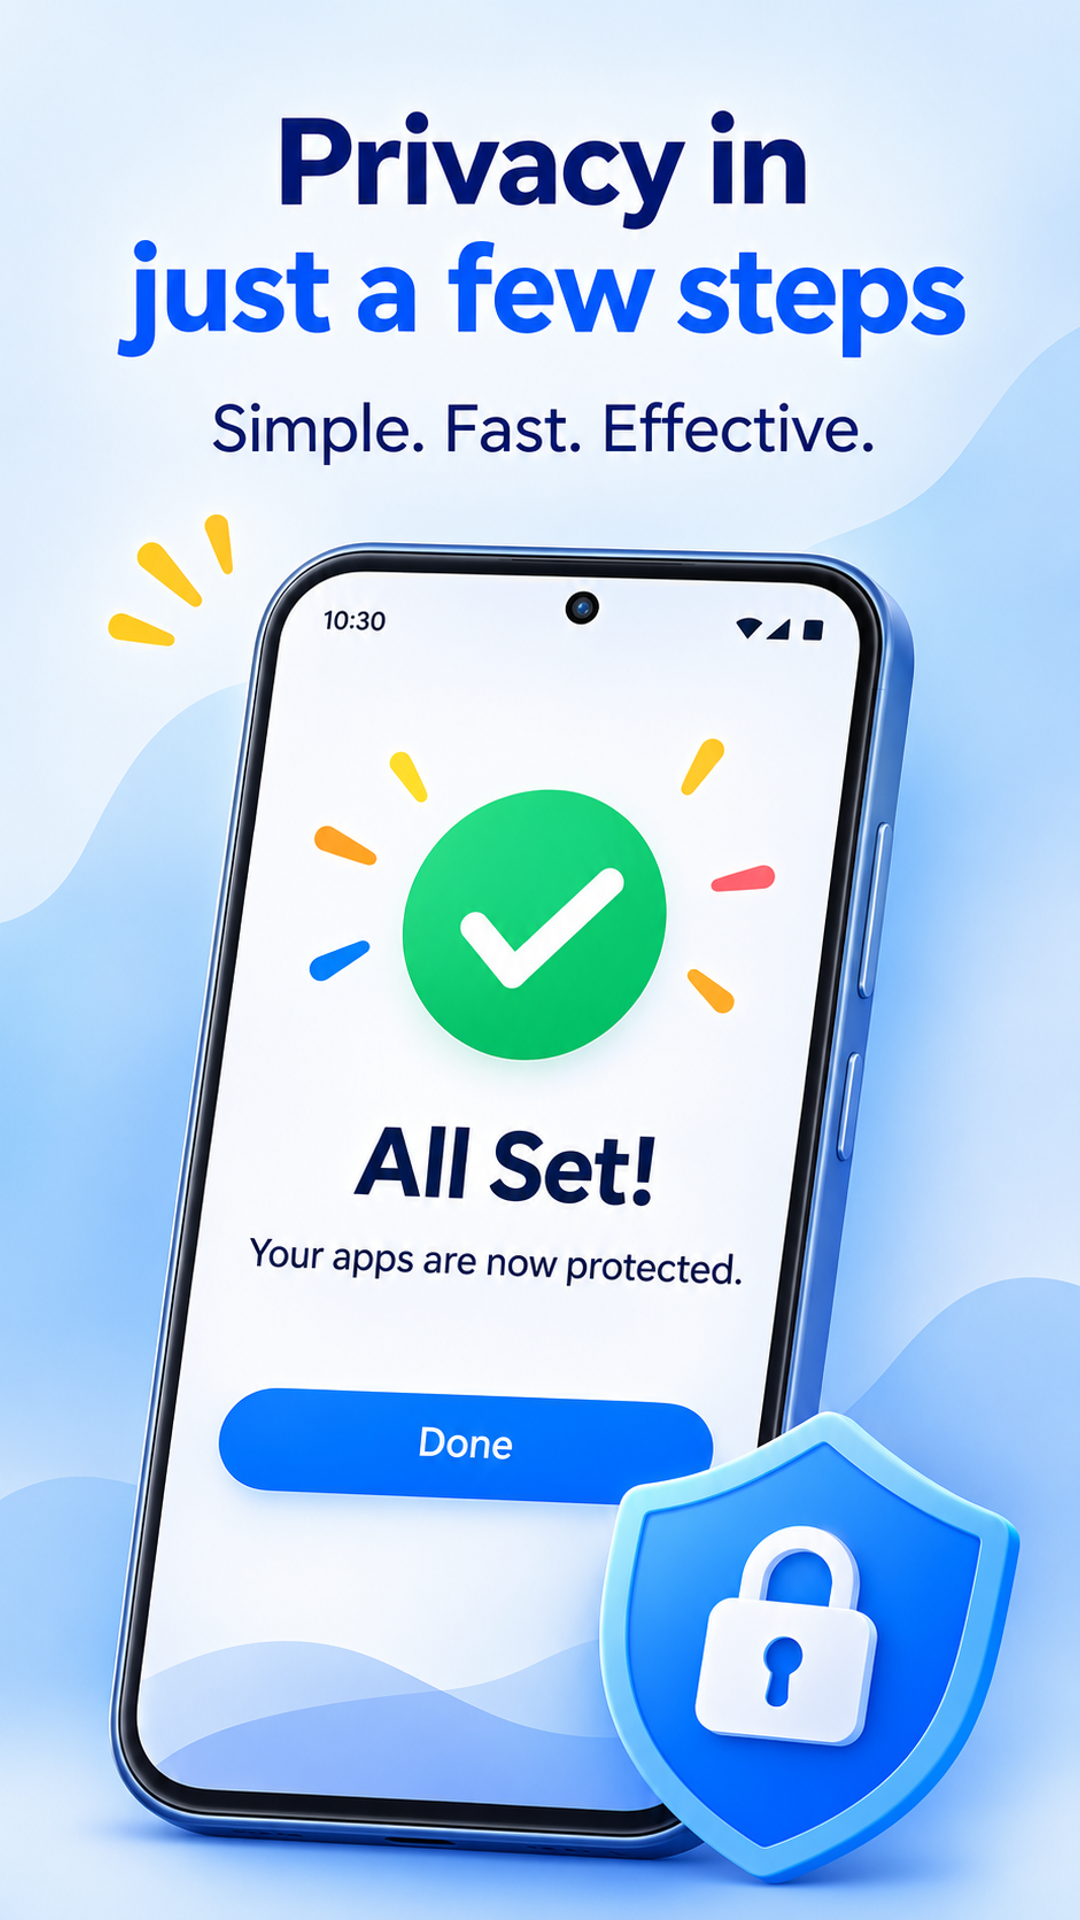 Privacy in
just a few steps
Simple. Fast. Effective.
10:30
All Set!
Your apps are now protected.
Done